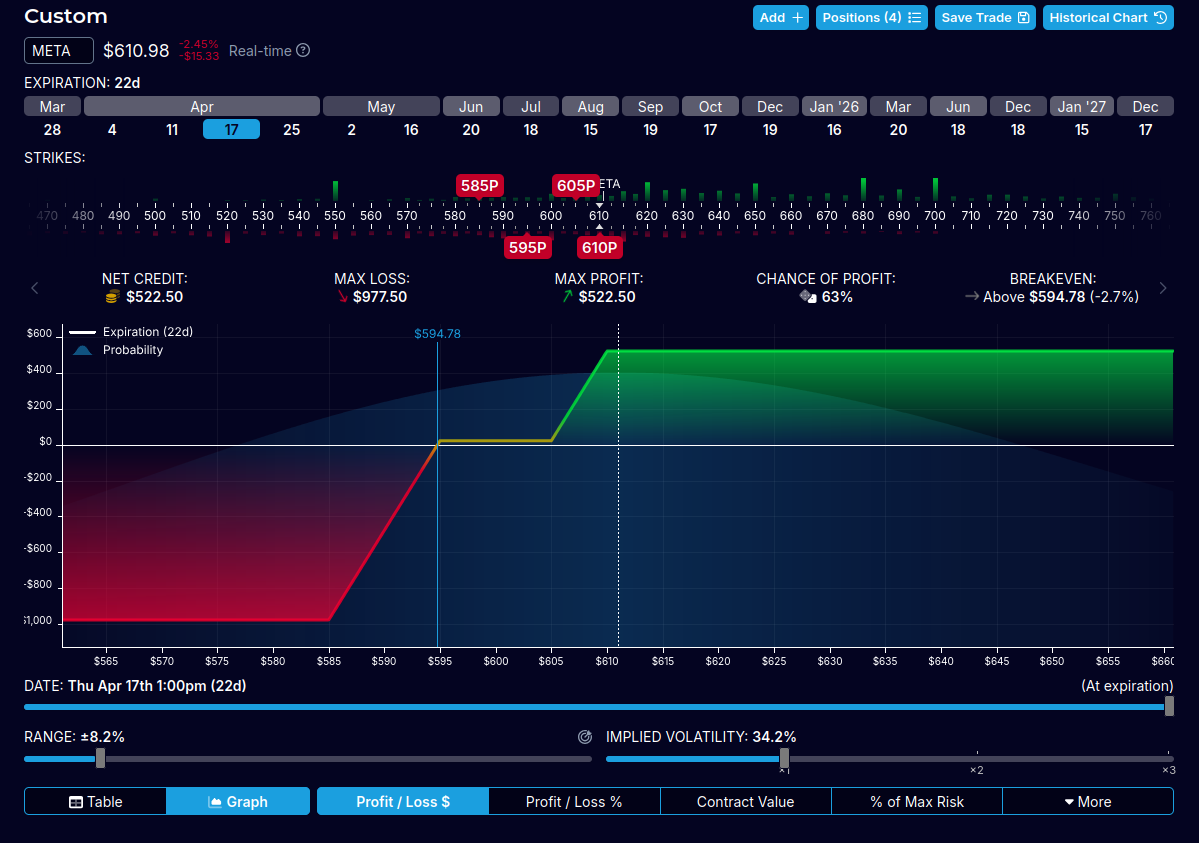 Custom
Add +
Positions (4)
Save Trade
Historical Chart
META $610.98 -2.45% -$15.33 Real-time ?
EXPIRATION: 22d
Mar Apr May Jun Jul Aug Sep Oct Dec Jan '26 Mar Jun Dec Jan '27 Dec
28 4 11 17 25 2 16 20 18 15 19 17 19 16 20 18 18 15 17
STRIKES:
585P 605P ETA
470 480 490 500 510 520 530 540 550 560 570 580 590 600 610 620 630 640 650 660 670 680 690 700 710 720 730 740 750 760
595P 610P
NET CREDIT: MAX LOSS: MAX PROFIT: CHANCE OF PROFIT: BREAKEVEN:
$522.50 $977.50 $522.50 63% Above $594.78 (-2.7%)
Expiration (22d)
Probability
$594.78
$600
$400
$200
$0
-$200
-$400
-$600
-$800
$1,000
$565 $570 $575 $580 $585 $590 $595 $600 $605 $610 $615 $620 $625 $630 $635 $640 $645 $650 $655 $660
DATE: Thu Apr 17th 1:00pm (22d) (At expiration)
RANGE: ±8.2% IMPLIED VOLATILITY: 34.2%
×1 ×2 ×3
Table Graph Profit / Loss $ Profit / Loss % Contract Value % of Max Risk More